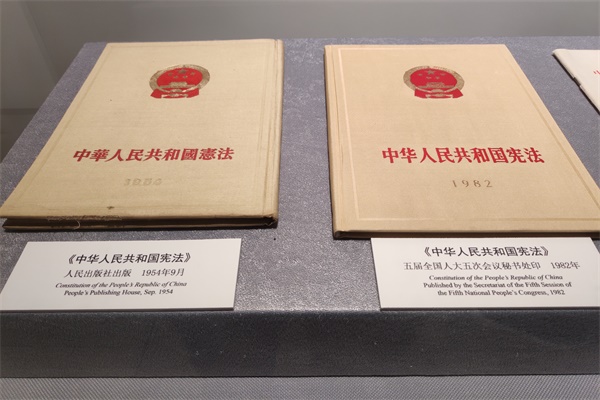 中華人民共和國憲法
中华人民共和国宪法
1982
《中华人民共和国宪法》
人民出版社出版 1954年9月
Constitution of the People's Republic of China
People's Publishing House, Sep. 1954
《中华人民共和国宪法》
五届全国人大五次会议秘书处印 1982年
Constitution of the People's Republic of China
Published by the Secretariat of the Fifth Session of
the Fifth National People's Congress, 1982